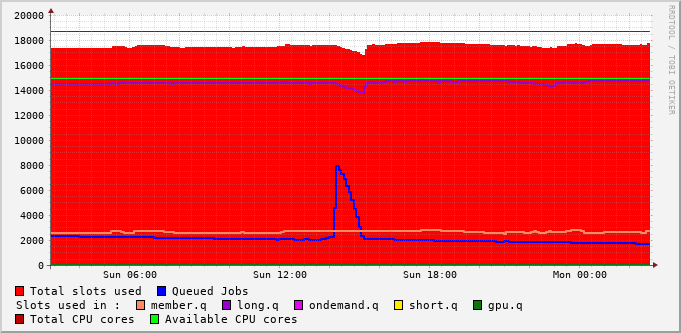 20000
18000
16000
14000
12000
10000
8000
6000
4000
2000
0
Sun 06:00 Sun 12:00 Sun 18:00 Mon 00:00
RRDTOOL / TOBI OETIKER
Total slots used Queued Jobs
Slots used in : member.q long.q ondemand.q short.q gpu.q
Total CPU cores Available CPU cores